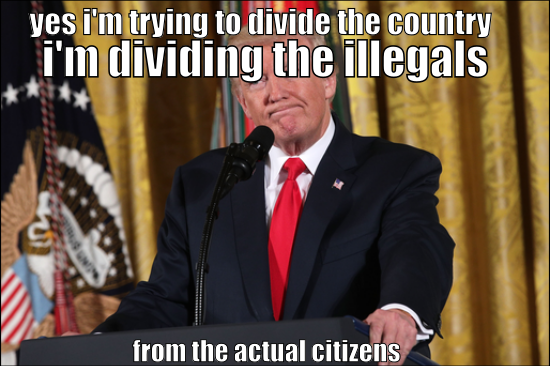 yes i'm trying to divide the country
i'm dividing the illegals
from the actual citizens